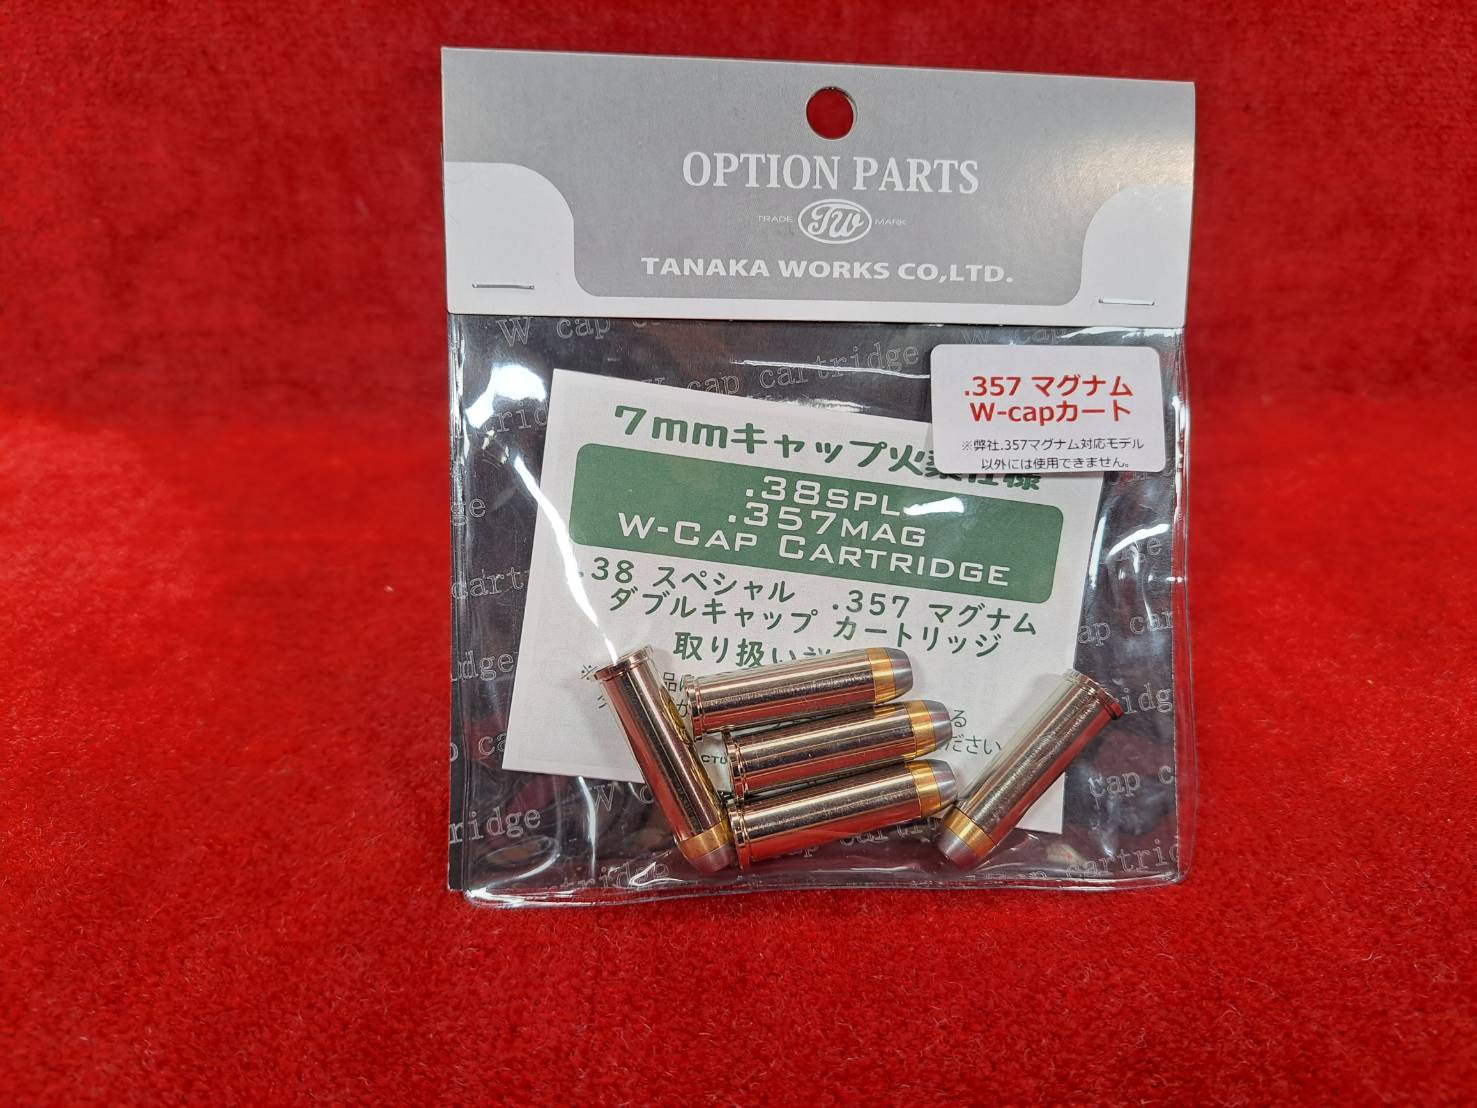 OPTION PARTS
TRADE TW MARK
TANAKA WORKS CO,LTD.
W cap
W cap cartridge
.357 マグナム
W-capカート
※弊社.357マグナム対応モデル
以外には使用できません。
7mmキャップ火薬仕様
.38SPL
.357MAG
W-CAP CARTRIDGE
.38 スペシャル .357 マグナム
ダブルキャップ カートリッジ
取り扱い
ださい
ridge
cap c
cartridge